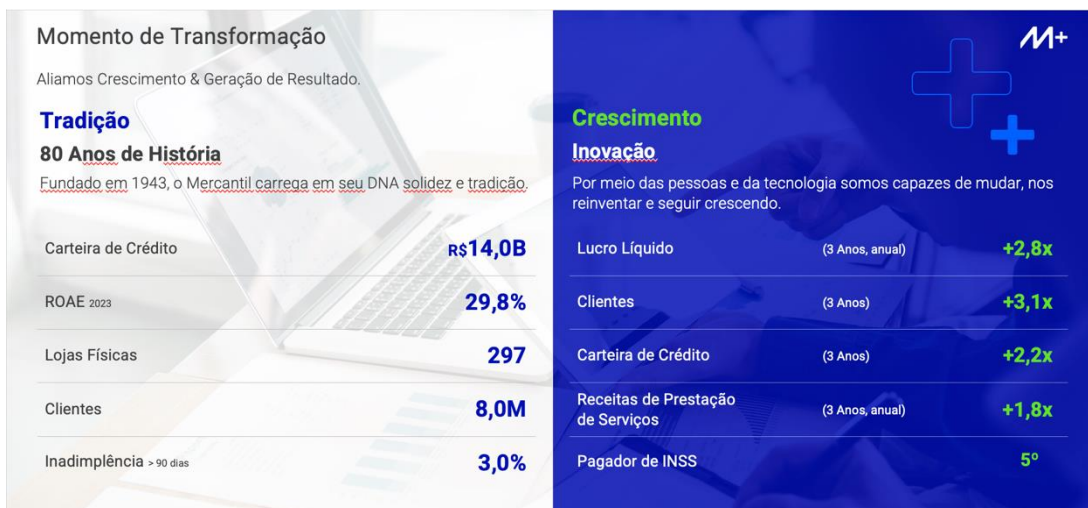 Momento de Transformação
Aliamos Crescimento & Geração de Resultado.
Tradição
80 Anos de História
Fundado em 1943, o Mercantil carrega em seu DNA solidez e tradição.
Carteira de Crédito R$14,0B
ROAE 2023 29,8%
Lojas Físicas 297
Clientes 8,0M
Inadimplência > 90 dias 3,0%
M+
Crescimento
Inovação
Por meio das pessoas e da tecnologia somos capazes de mudar, nos
reinventar e seguir crescendo.
Lucro Líquido (3 Anos, anual) +2,8x
Clientes (3 Anos) +3,1x
Carteira de Crédito (3 Anos) +2,2x
Receitas de Prestação
de Serviços (3 Anos, anual) +1,8x
Pagador de INSS 5º